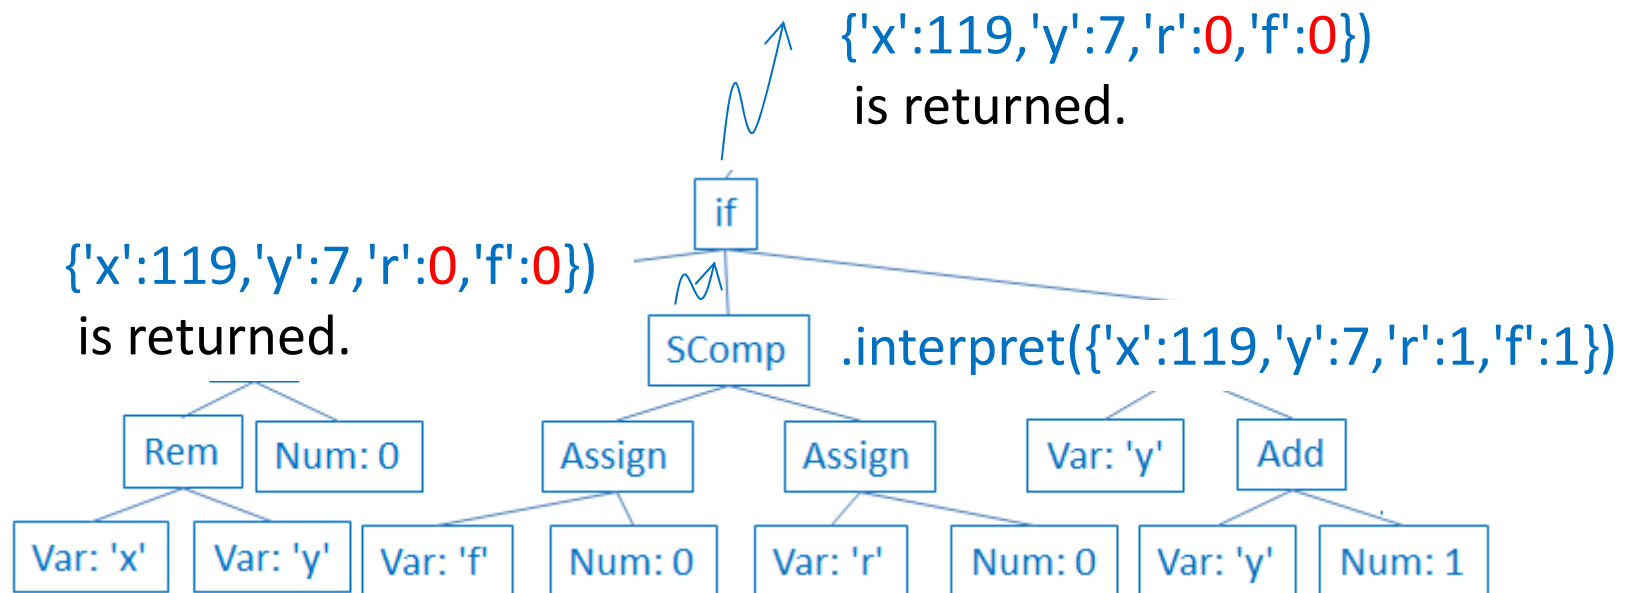 {'x':119,'y':7,'r':0,'f':0})
is returned.
if
{'x':119,'y':7,'r':0,'f':0})
is returned.
SComp
.interpret({'x':119,'y':7,'r':1,'f':1})
Rem
Num: 0
Assign
Assign
Var: 'y'
Add
Var: 'x'
Var: 'y'
Var: 'f'
Num: 0
Var: 'r'
Num: 0
Var: 'y'
Num: 1